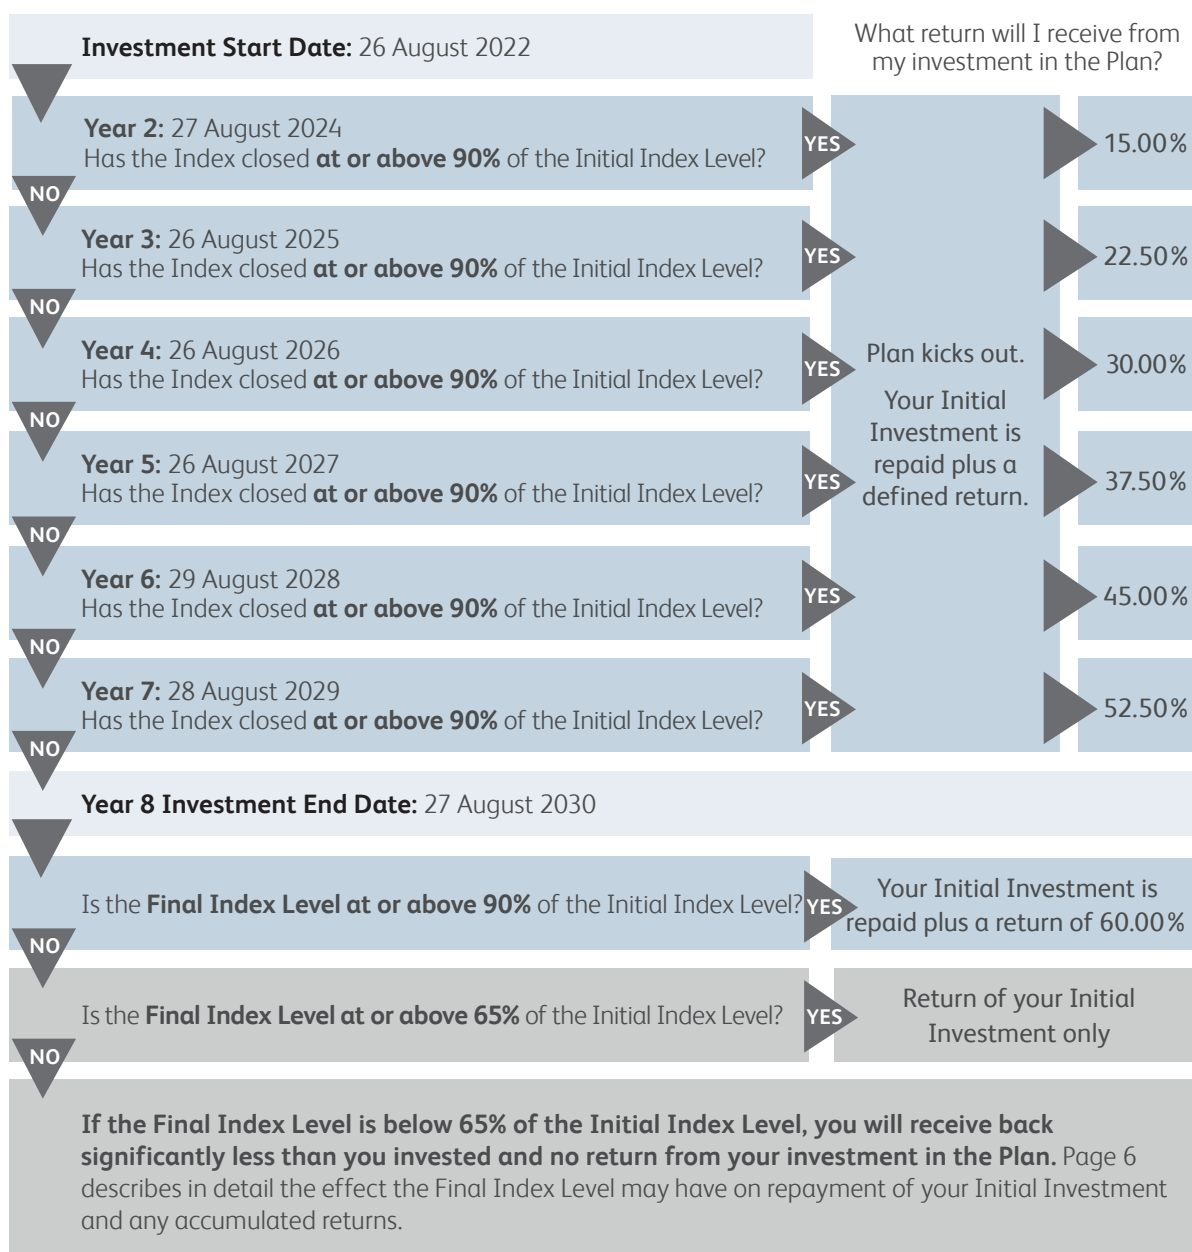 Investment Start Date: 26 August 2022
What return will I receive from
my investment in the Plan?
Year 2: 27 August 2024
Has the Index closed at or above 90% of the Initial Index Level?
YES
15.00%
NO
Year 3: 26 August 2025
Has the Index closed at or above 90% of the Initial Index Level?
YES
22.50%
NO
Year 4: 26 August 2026
Has the Index closed at or above 90% of the Initial Index Level?
YES
Plan kicks out.
Your Initial
Investment is
repaid plus a
defined return.
30.00%
NO
Year 5: 26 August 2027
Has the Index closed at or above 90% of the Initial Index Level?
YES
37.50%
NO
Year 6: 29 August 2028
Has the Index closed at or above 90% of the Initial Index Level?
YES
45.00%
NO
Year 7: 28 August 2029
Has the Index closed at or above 90% of the Initial Index Level?
YES
52.50%
NO
Year 8 Investment End Date: 27 August 2030
Is the Final Index Level at or above 90% of the Initial Index Level?
YES
Your Initial Investment is
repaid plus a return of 60.00%
NO
Is the Final Index Level at or above 65% of the Initial Index Level?
YES
Return of your Initial
Investment only
NO
If the Final Index Level is below 65% of the Initial Index Level, you will receive back
significantly less than you invested and no return from your investment in the Plan. Page 6
describes in detail the effect the Final Index Level may have on repayment of your Initial Investment
and any accumulated returns.